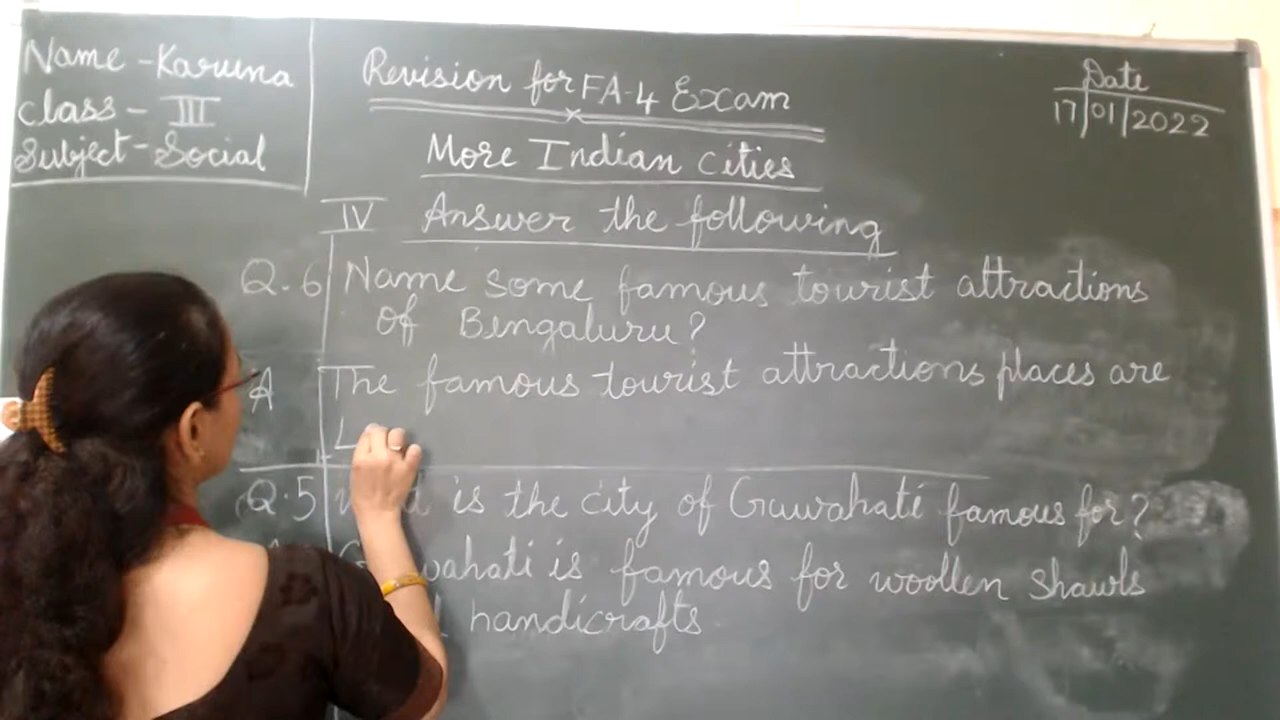 Name - Karuna
Class - III
Subject - Social
Revision for FA-4 Exam
Date
17/01/2022
More Indian Cities
IV Answer the following
Q.6 Name some famous tourist attractions
of Bengaluru?
A The famous tourist attractions places are
L
Q.5 is the city of Gawahati famous for?
is famous for woollen shawls
handicrafts